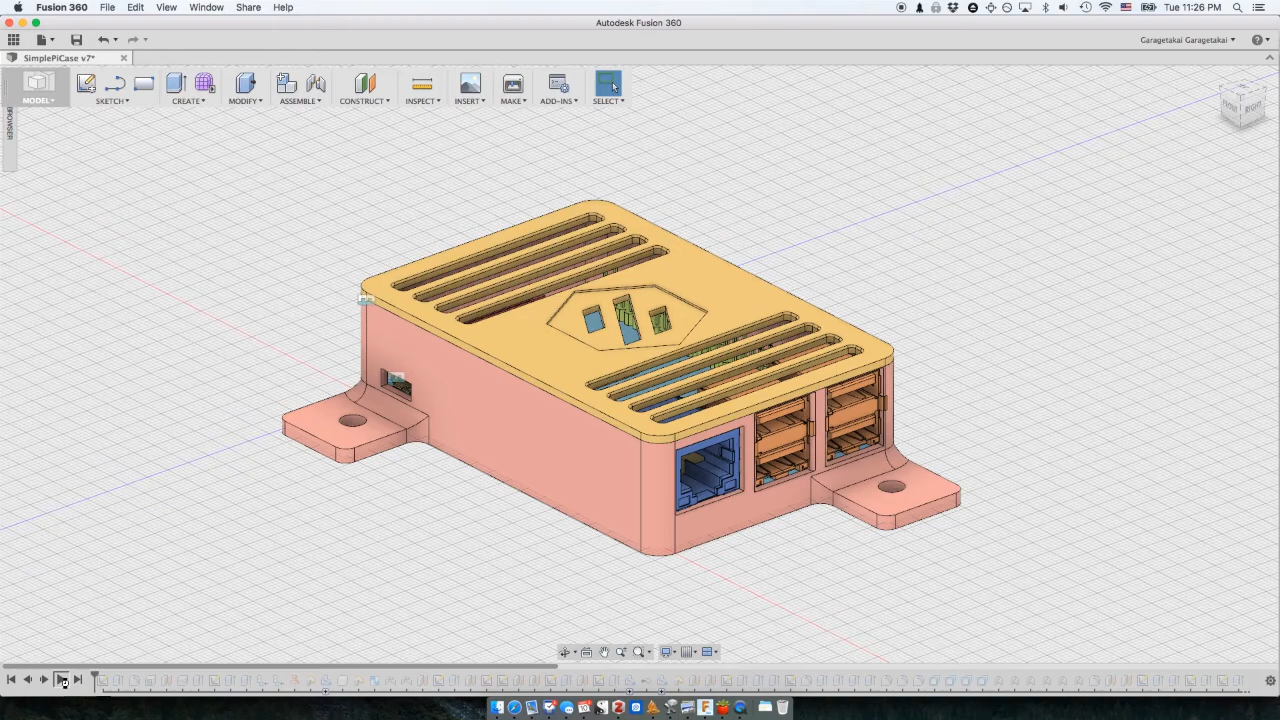 Fusion 360 File Edit View Window Share Help
Tue 11:26 PM
Autodesk Fusion 360
Garagetakai Garagetakai
SimplePiCase v7*
MODEL SKETCH CREATE MODIFY ASSEMBLE CONSTRUCT INSPECT INSERT MAKE ADD-INS SELECT
BROWSER
FRONT RIGHT